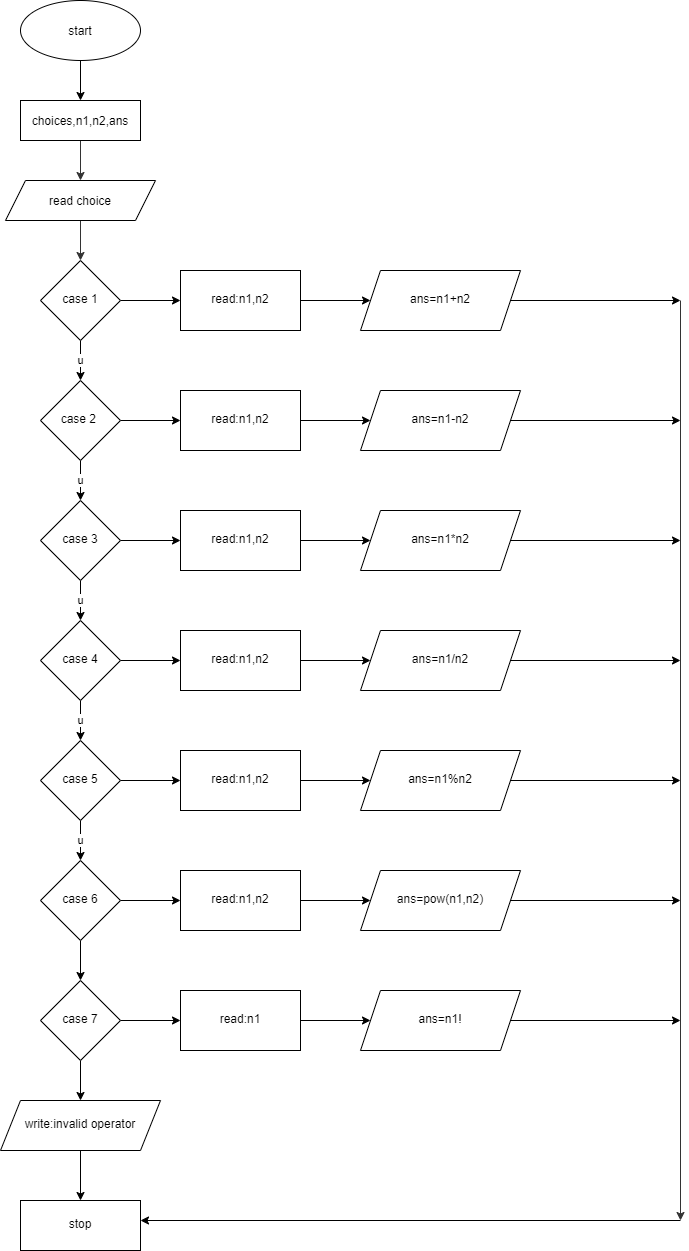 start
choices,n1,n2,ans
read choice
case 1
read:n1,n2
ans=n1+n2
u
case 2
read:n1,n2
ans=n1-n2
u
case 3
read:n1,n2
ans=n1*n2
u
case 4
read:n1,n2
ans=n1/n2
u
case 5
read:n1,n2
ans=n1%n2
u
case 6
read:n1,n2
ans=pow(n1,n2)
case 7
read:n1
ans=n1!
write:invalid operator
stop